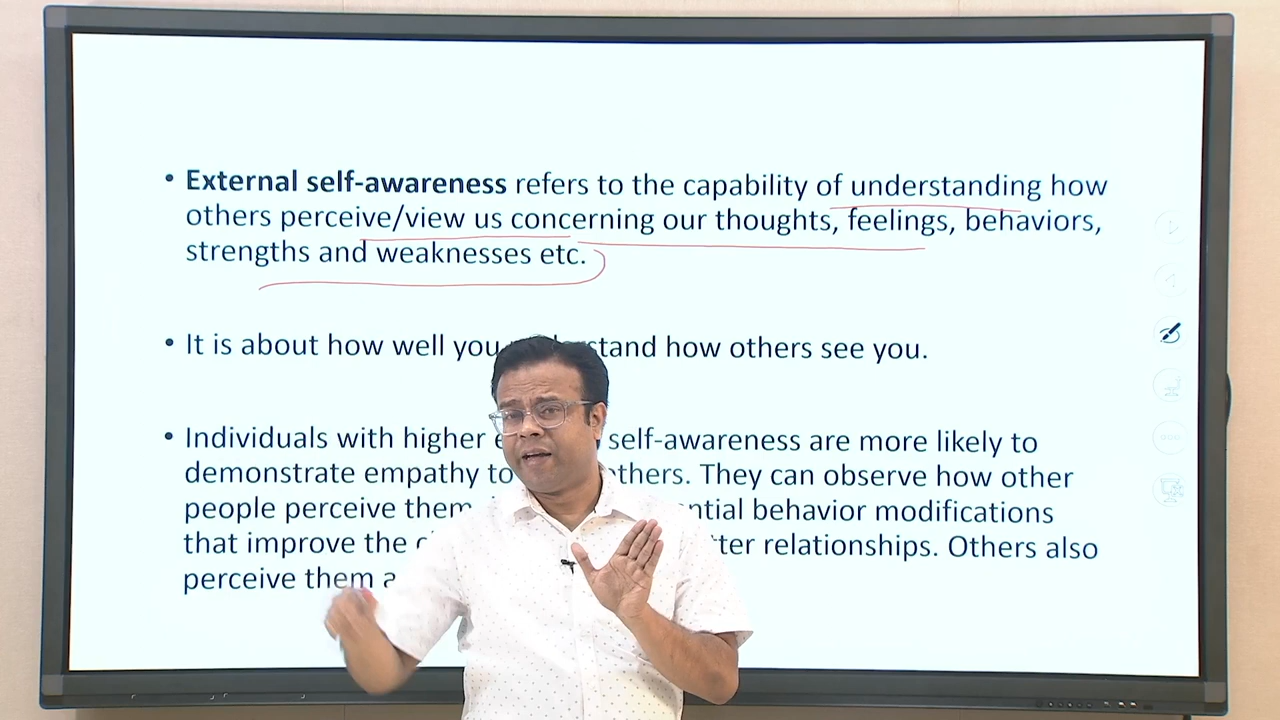 • External self-awareness refers to the capability of understanding how
others perceive/view us concerning our thoughts, feelings, behaviors,
strengths and weaknesses etc.
• It is about how well you understand how others see you.
• Individuals with higher self-awareness are more likely to
demonstrate empathy to others. They can observe how other
people perceive them behavior modifications
that improve the relationships. Others also
perceive them